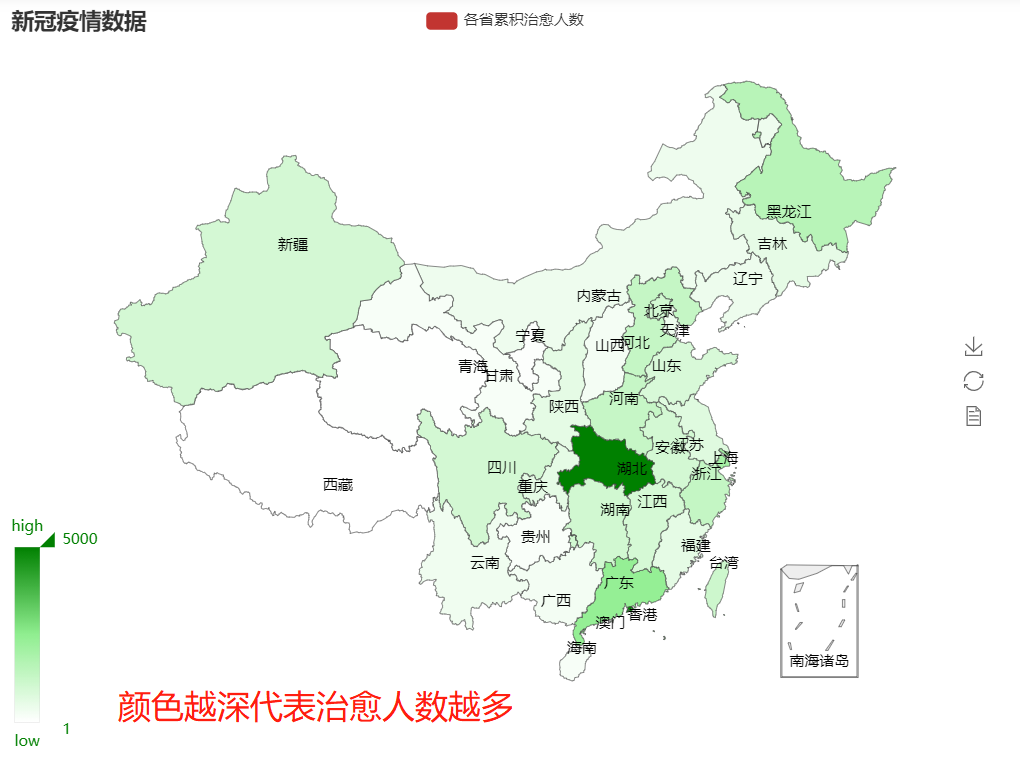 新冠疫情数据
各省累积治愈人数
黑龙江
新疆
吉林
辽宁
内蒙古
北京
天津
宁夏
山西
河北
青海
甘肃
山东
河南
陕西
江苏
安徽
上海
四川
湖北
浙江
重庆
西藏
江西
湖南
贵州
福建
云南
台湾
广东
广西
香港
澳门
海南
南海诸岛
high
5000
1
low
颜色越深代表治愈人数越多